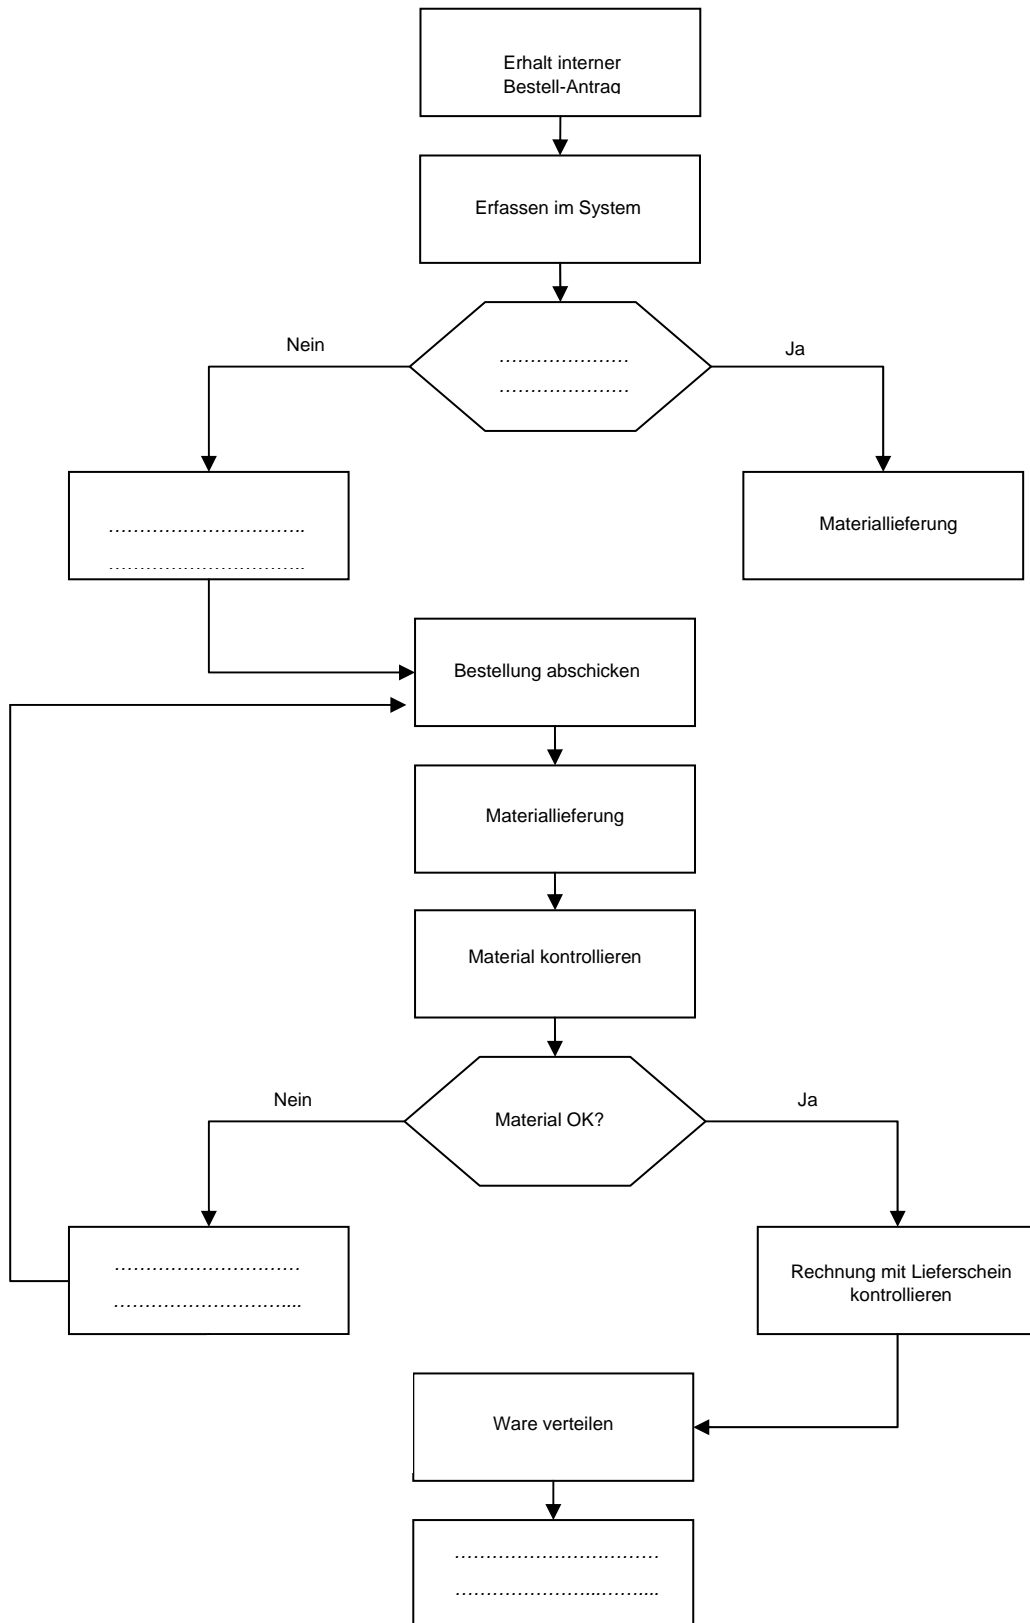 Erhalt interner
Bestell-Antrag
Erfassen im System
Nein
Ja
…………………
…………………
…………………………..
………………………….
Materiallieferung
Bestellung abschicken
Materiallieferung
Material kontrollieren
Nein
Ja
Material OK?
…………………………
………………………...
Rechnung mit Lieferschein
kontrollieren
Ware verteilen
……………………………
…………………..……...